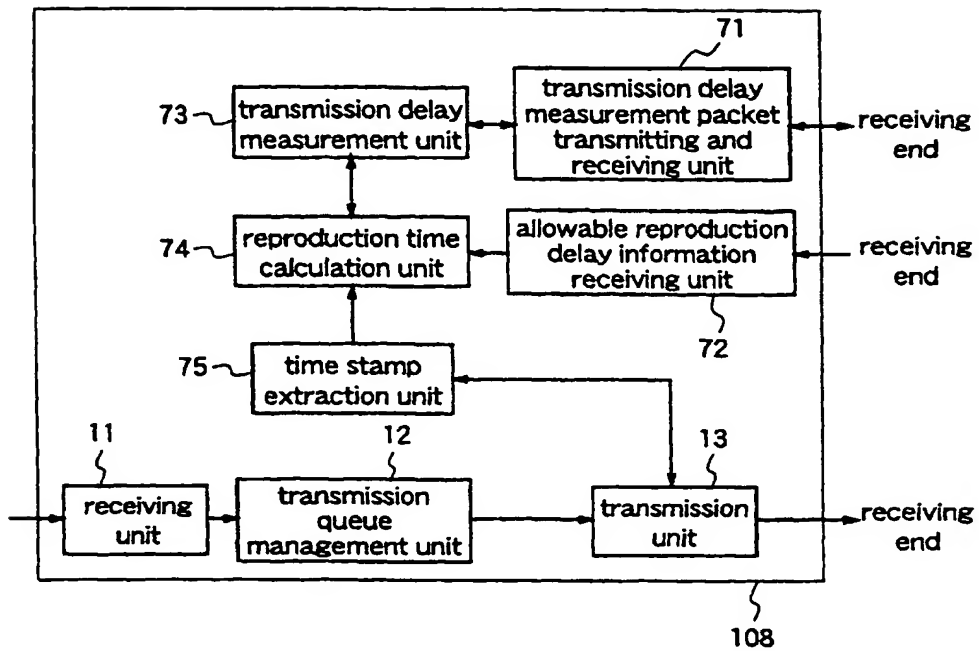 71
transmission delay
measurement packet
transmitting and
receiving unit
receiving
end
73
transmission delay
measurement unit
74
reproduction time
calculation unit
allowable reproduction
delay information
receiving unit
receiving
end
72
75
time stamp
extraction unit
11
receiving
unit
12
transmission
queue
management unit
13
transmission
unit
receiving
end
108